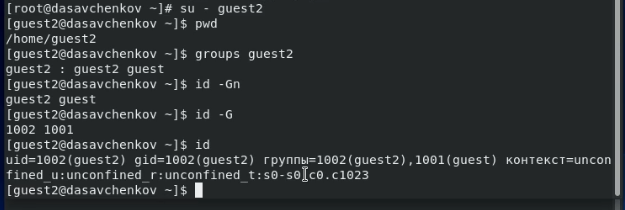 [root@dasavchenkov ~]# su - guest2
[guest2@dasavchenkov ~]$ pwd
/home/guest2
[guest2@dasavchenkov ~]$ groups guest2
guest2 : guest2 guest
[guest2@dasavchenkov ~]$ id -Gn
guest2 guest
[guest2@dasavchenkov ~]$ id -G
1002 1001
[guest2@dasavchenkov ~]$ id
uid=1002(guest2) gid=1002(guest2) группы=1002(guest2),1001(guest) контекст=uncon
fined_u:unconfined_r:unconfined_t:s0-s0:c0.c1023
[guest2@dasavchenkov ~]$